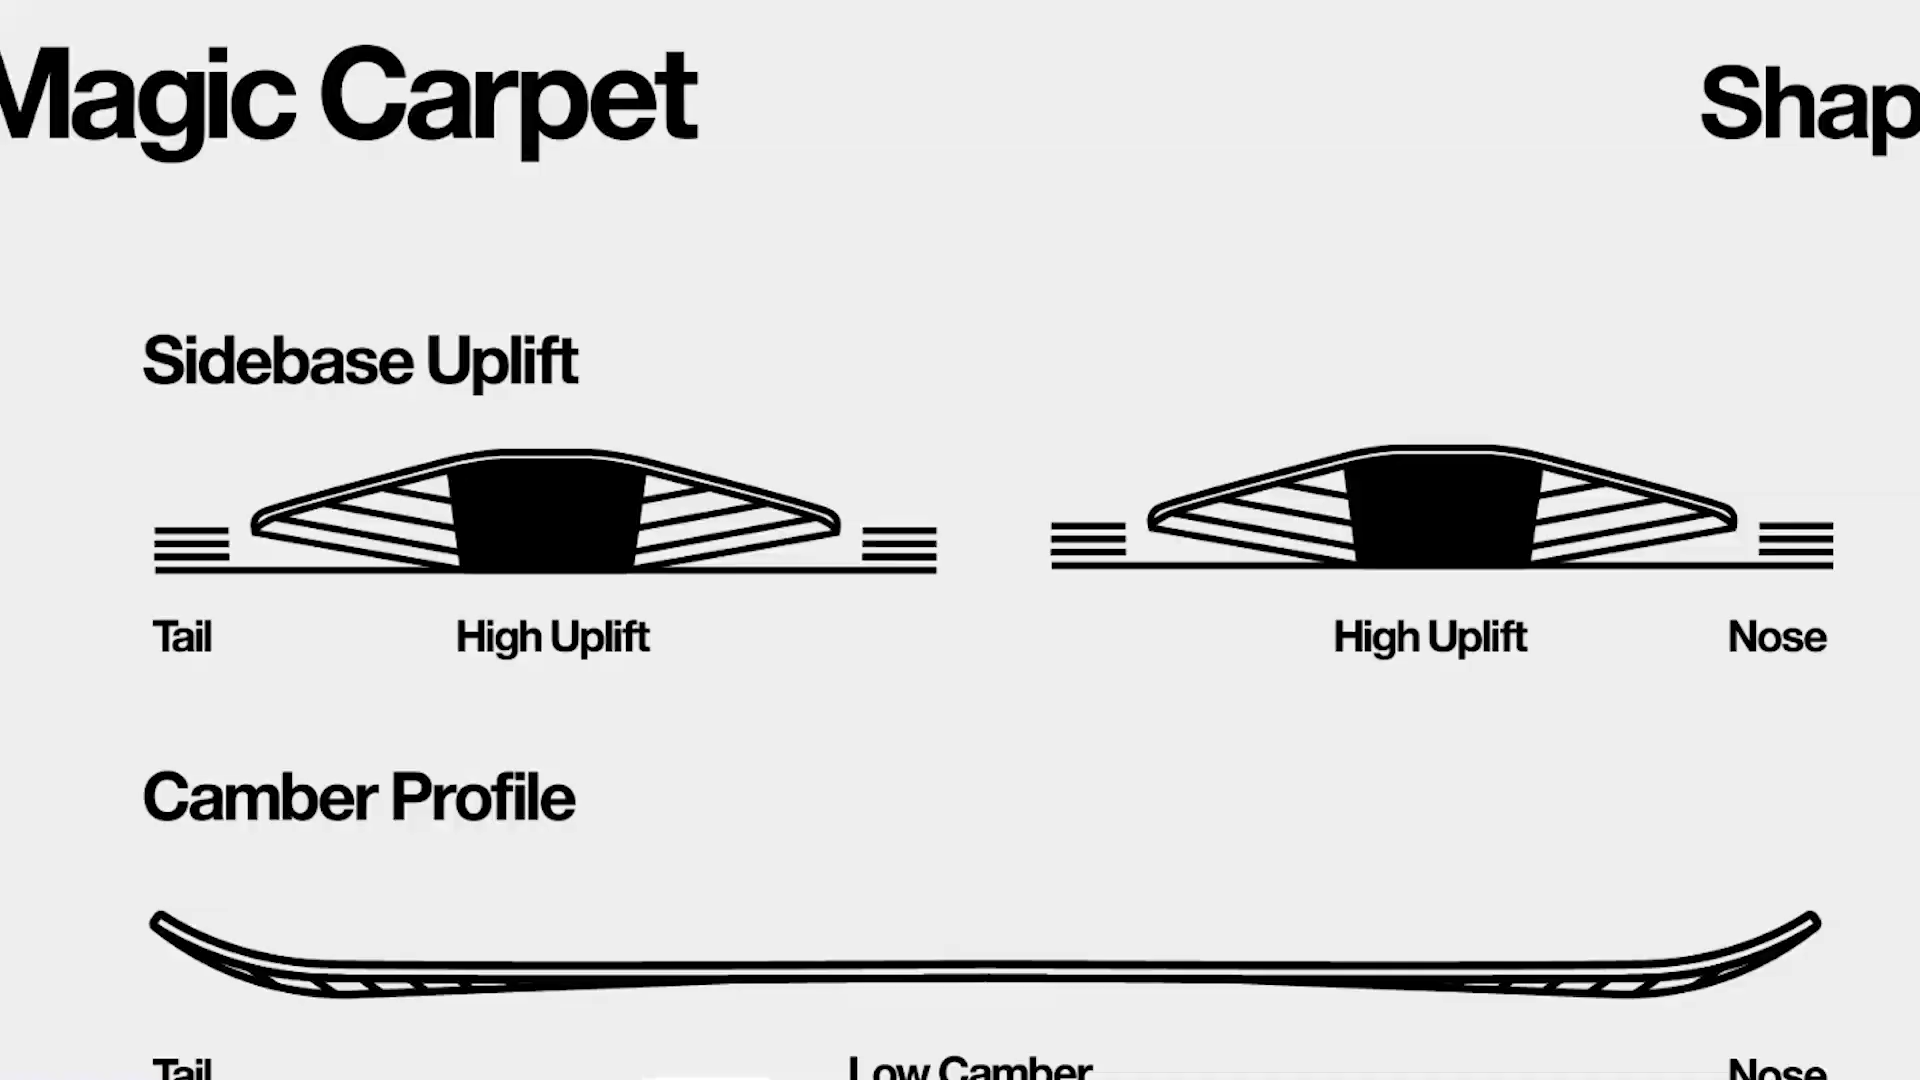 Magic Carpet
Shap
Sidebase Uplift
Tail High Uplift High Uplift Nose
Camber Profile
Tail Low Camber Nose